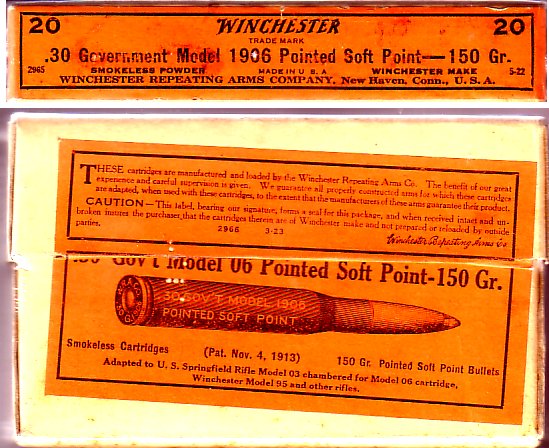 20 WINCHESTER 20
TRADE MARK
.30 Government Model 1906 Pointed Soft Point—150 Gr.
2965 SMOKELESS POWDER MADE IN U.S.A. WINCHESTER MAKE 5-22
WINCHESTER REPEATING ARMS COMPANY, New Haven, Conn., U.S.A.
THESE cartridges are manufactured and loaded by the Winchester Repeating Arms Co. The benefit of our great
experience and careful supervision is given. We guarantee all properly constructed arms for which these cartridges
are adapted, when used with these cartridges, to the extent that the manufacturers of these arms guarantee their product.
CAUTION—This label, bearing our signature, forms a seal for this package, and when received intact and un-
broken insures the purchaser, that the cartridges therein are of Winchester make and not prepared or reloaded by outside
parties.
2966 3-23 Winchester Repeating Arms Co.
.30 Gov't Model 06 Pointed Soft Point-150 Gr.
.30 GOV'T MODEL 1906
POINTED SOFT POINT
Smokeless Cartridges (Pat. Nov. 4, 1913) 150 Gr. Pointed Soft Point Bullets
Adapted to U. S. Springfield Rifle Model 03 chambered for Model 06 cartridge,
Winchester Model 95 and other rifles.